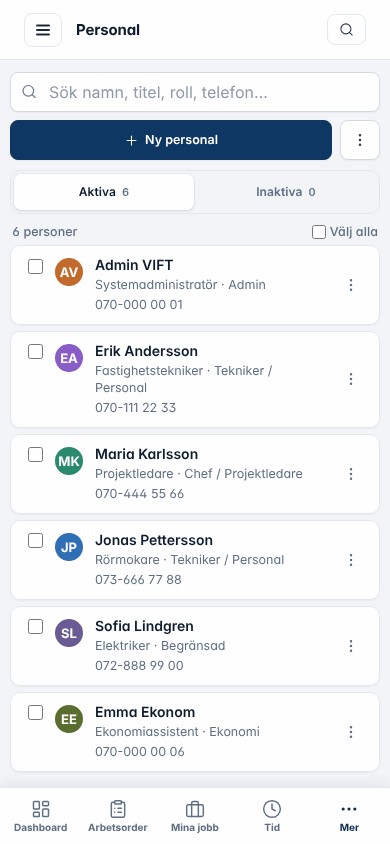 Personal
Sök namn, titel, roll, telefon...
+ Ny personal
Aktiva 6
Inaktiva 0
6 personer
Välj alla
AV
Admin VIFT
Systemadministratör · Admin
070-000 00 01
EA
Erik Andersson
Fastighetstekniker · Tekniker /
Personal
070-111 22 33
MK
Maria Karlsson
Projektledare · Chef / Projektledare
070-444 55 66
JP
Jonas Pettersson
Rörmokare · Tekniker / Personal
073-666 77 88
SL
Sofia Lindgren
Elektriker · Begränsad
072-888 99 00
EE
Emma Ekonom
Ekonomiassistent · Ekonomi
070-000 00 06
Dashboard
Arbetsorder
Mina jobb
Tid
Mer